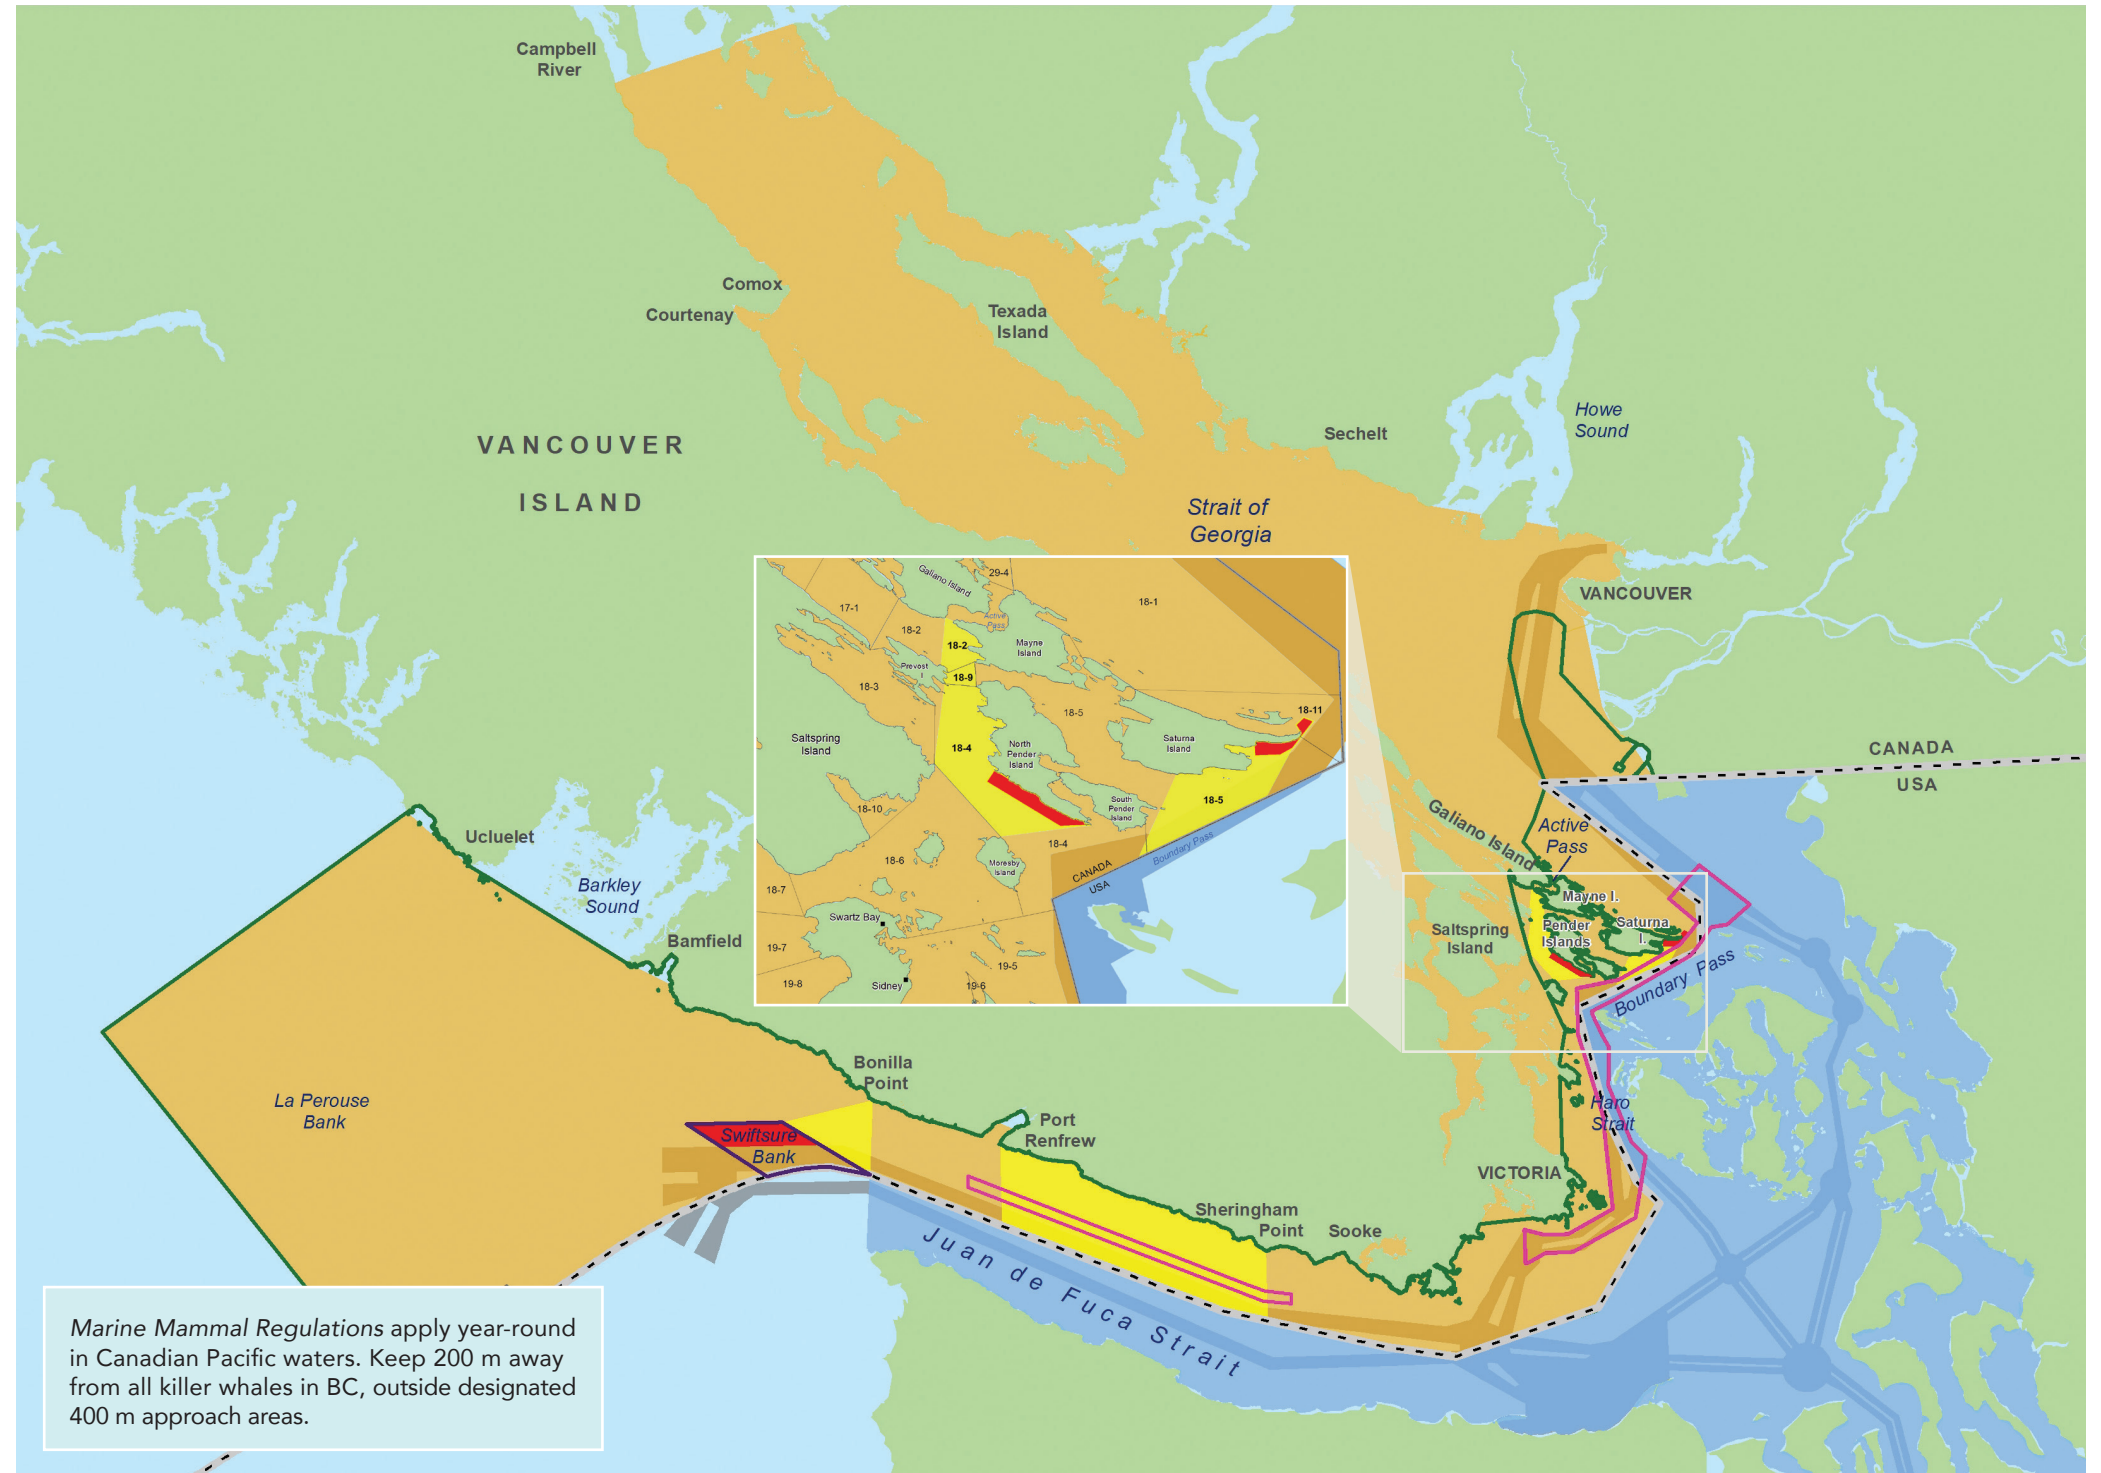 Campbell
River
Comox
Courtenay
Texada
Island
VANCOUVER
ISLAND
Sechelt
Howe
Sound
Strait of
Georgia
VANCOUVER
CANADA
USA
Galiano Island
29-4
17-1
18-1
18-2
Active
Pass
18-2
Mayne
Island
Prevost
I
18-9
18-3
18-5
18-11
Saltspring
Island
18-4
North
Pender
Island
Saturna
Island
18-10
South
Pender
Island
18-5
18-4
18-6
Moresby
Island
CANADA
USA
Boundary Pass
18-7
Swartz Bay
19-7
19-5
19-8
Sidney
19-6
Galiano Island
Active
Pass
Mayne I.
Saltspring
Island
Pender
Islands
Saturna
I.
Boundary Pass
Haro
Strait
Ucluelet
Barkley
Sound
Bamfield
La Perouse
Bank
Bonilla
Point
Swiftsure
Bank
Port
Renfrew
Sheringham
Point
Sooke
VICTORIA
Juan de Fuca Strait
Marine Mammal Regulations apply year-round
in Canadian Pacific waters. Keep 200 m away
from all killer whales in BC, outside designated
400 m approach areas.